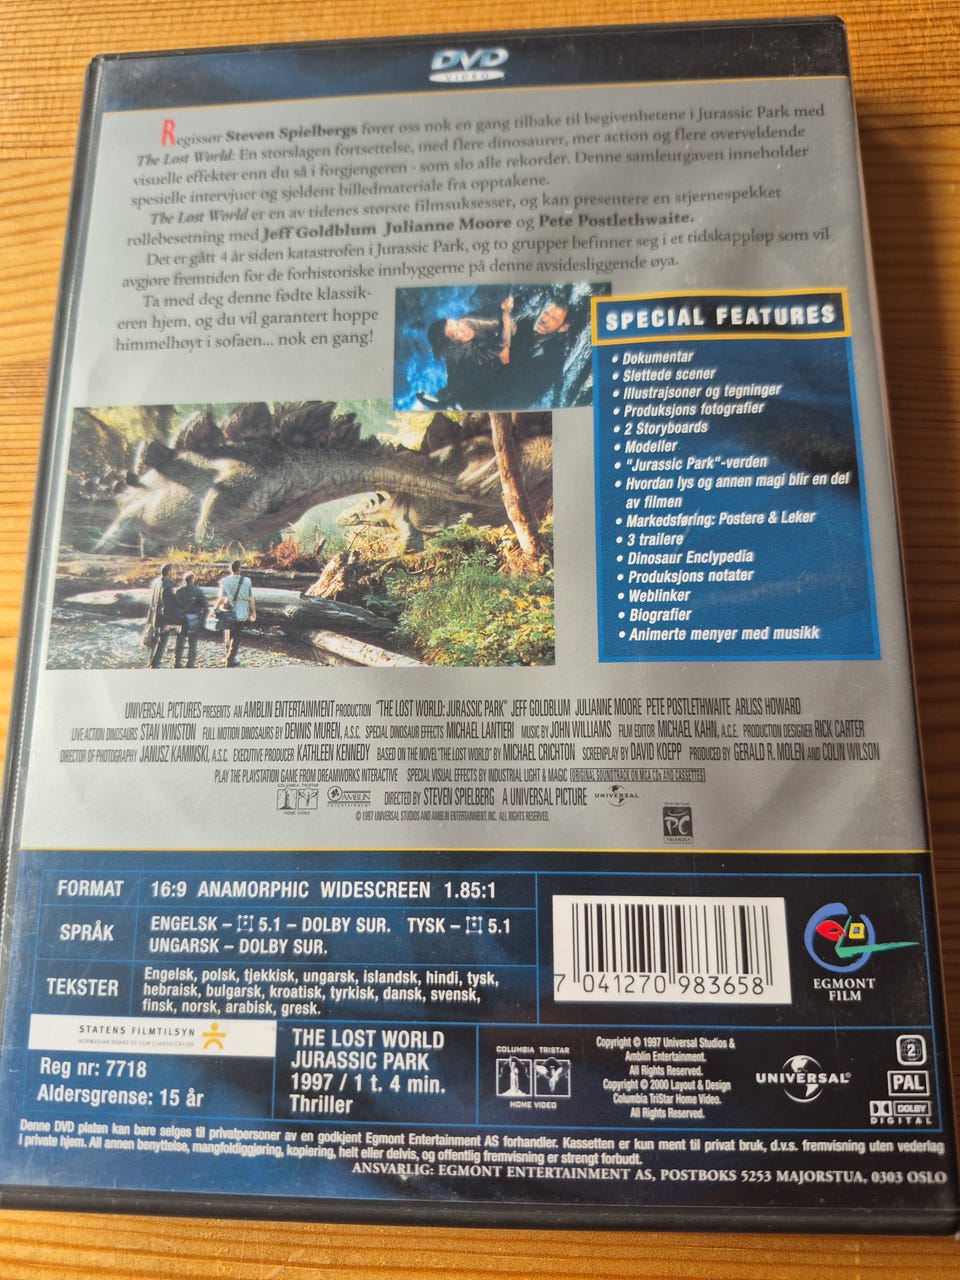 DVD
VIDEO
Regissør Steven Spielbergs fører oss nok en gang tilbake til begivenhetene i Jurassic Park med
The Lost World: En storslagen fortsettelse, med flere dinosaurer, mer action og flere overveldende
visuelle effekter enn du så i forgjengeren - som slo alle rekorder. Denne samleutgaven inneholder
spesielle intervjuer og sjeldent billedmateriale fra opptakene.
The Lost World er en av tidenes største filmsuksesser, og kan presentere en stjernespekket
rollebesetning med Jeff Goldblum Julianne Moore og Pete Postlethwaite.
Det er gått 4 år siden katastrofen i Jurassic Park, og to grupper befinner seg i et tidskappløp som vil
avgjøre fremtiden for de forhistoriske innbyggerne på denne avsidesliggende øya.
Ta med deg denne fødte klassik-
eren hjem, og du vil garantert hoppe
himmelhøyt i sofaen... nok en gang!
SPECIAL FEATURES
• Dokumentar
• Slettede scener
• Illustrajsoner og tegninger
• Produksjons fotografier
• 2 Storyboards
• Modeller
• "Jurassic Park"-verden
• Hvordan lys og annen magi blir en del
av filmen
• Markedsføring: Postere & Leker
• 3 trailere
• Dinosaur Enclypedia
• Produksjons notater
• Weblinker
• Biografier
• Animerte menyer med musikk
UNIVERSAL PICTURES PRESENTS AN AMBLIN ENTERTAINMENT PRODUCTION "THE LOST WORLD: JURASSIC PARK" JEFF GOLDBLUM JULIANNE MOORE PETE POSTLETHWAITE ARLISS HOWARD
LIVE ACTION DINOSAURS STAN WINSTON FULL MOTION DINOSAURS BY DENNIS MUREN, A.S.C. SPECIAL DINOSAUR EFFECTS MICHAEL LANTIERI MUSIC BY JOHN WILLIAMS FILM EDITOR MICHAEL KAHN, A.C.E. PRODUCTION DESIGNER RICK CARTER
DIRECTOR OF PHOTOGRAPHY JANUSZ KAMINSKI, A.S.C. EXECUTIVE PRODUCER KATHLEEN KENNEDY BASED ON THE NOVEL "THE LOST WORLD" BY MICHAEL CRICHTON SCREENPLAY BY DAVID KOEPP PRODUCED BY GERALD R. MOLEN AND COLIN WILSON
PLAY THE PLAYSTATION GAME FROM DREAMWORKS INTERACTIVE SPECIAL VISUAL EFFECTS BY INDUSTRIAL LIGHT & MAGIC ORIGINAL SOUNDTRACK ON MCA CDs AND CASSETTES
COLUMBIA TRISTAR
HOME VIDEO
AMBLIN
ENTERTAINMENT
DIRECTED BY STEVEN SPIELBERG A UNIVERSAL PICTURE
UNIVERSAL
© 1997 UNIVERSAL STUDIOS AND AMBLIN ENTERTAINMENT, INC. ALL RIGHTS RESERVED.
PC
FRIENDLY
FORMAT 16:9 ANAMORPHIC WIDESCREEN 1.85:1
SPRÅK
ENGELSK – 5.1 – DOLBY SUR. TYSK – 5.1
UNGARSK – DOLBY SUR.
TEKSTER
Engelsk, polsk, tjekkisk, ungarsk, islandsk, hindi, tysk,
hebraisk, bulgarsk, kroatisk, tyrkisk, dansk, svensk,
finsk, norsk, arabisk, gresk.
7 041270 983658
EGMONT
FILM
STATENS FILMTILSYN
NORWEGIAN BOARD OF FILM CLASSIFICATION
Reg nr: 7718
Aldersgrense: 15 år
THE LOST WORLD
JURASSIC PARK
1997 / 1 t. 4 min.
Thriller
COLUMBIA TRISTAR
HOME VIDEO
Copyright © 1997 Universal Studios &
Amblin Entertainment.
All Rights Reserved.
Copyright © 2000 Layout & Design
Columbia TriStar Home Video.
All Rights Reserved.
UNIVERSAL
2
PAL
DOLBY
DIGITAL
Denne DVD platen kan bare selges til privatpersoner av en godkjent Egmont Entertainment AS forhandler. Kassetten er kun ment til privat bruk, d.v.s. fremvisning uten vederlag
i private hjem. All annen benyttelse, mangfoldiggjøring, kopiering, helt eller delvis, og offentlig fremvisning er strengt forbudt.
ANSVARLIG: EGMONT ENTERTAINMENT AS, POSTBOKS 5253 MAJORSTUA, 0303 OSLO